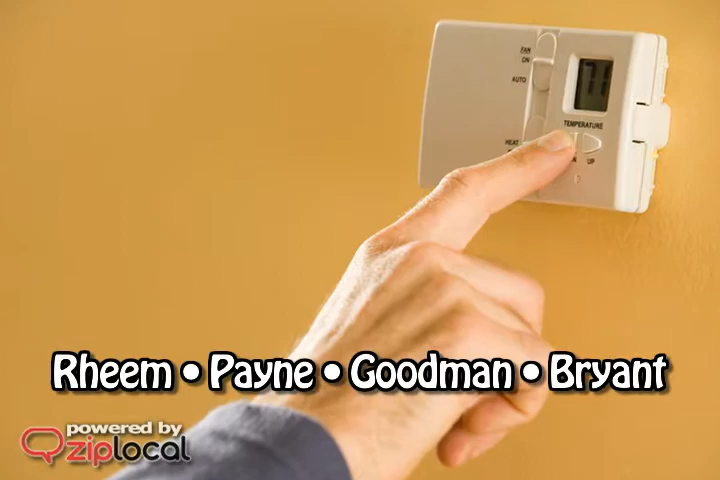 FAN
ON
AUTO
TEMPERATURE
HEAT
UP
Rheem • Payne • Goodman • Bryant
powered by
ziplocal